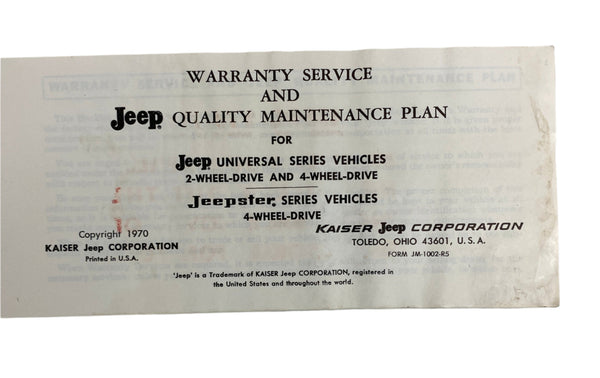 WARRANTY SERVICE
AND
Jeep QUALITY MAINTENANCE PLAN
FOR
Jeep UNIVERSAL SERIES VEHICLES
2-WHEEL-DRIVE AND 4-WHEEL-DRIVE
Jeepster SERIES VEHICLES
4-WHEEL-DRIVE
Copyright 1970
KAISER Jeep CORPORATION
Printed in U.S.A.
KAISER Jeep CORPORATION
TOLEDO, OHIO 43601, U. S. A.
FORM JM-1002-R5
'Jeep' is a Trademark of KAISER Jeep CORPORATION, registered in
the United States and throughout the world.